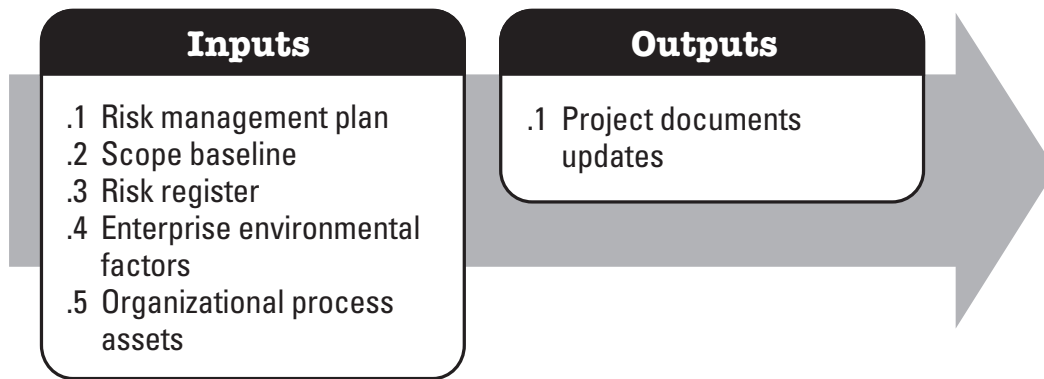 Inputs
.1 Risk management plan
.2 Scope baseline
.3 Risk register
.4 Enterprise environmental
factors
.5 Organizational process
assets
Outputs
.1 Project documents
updates